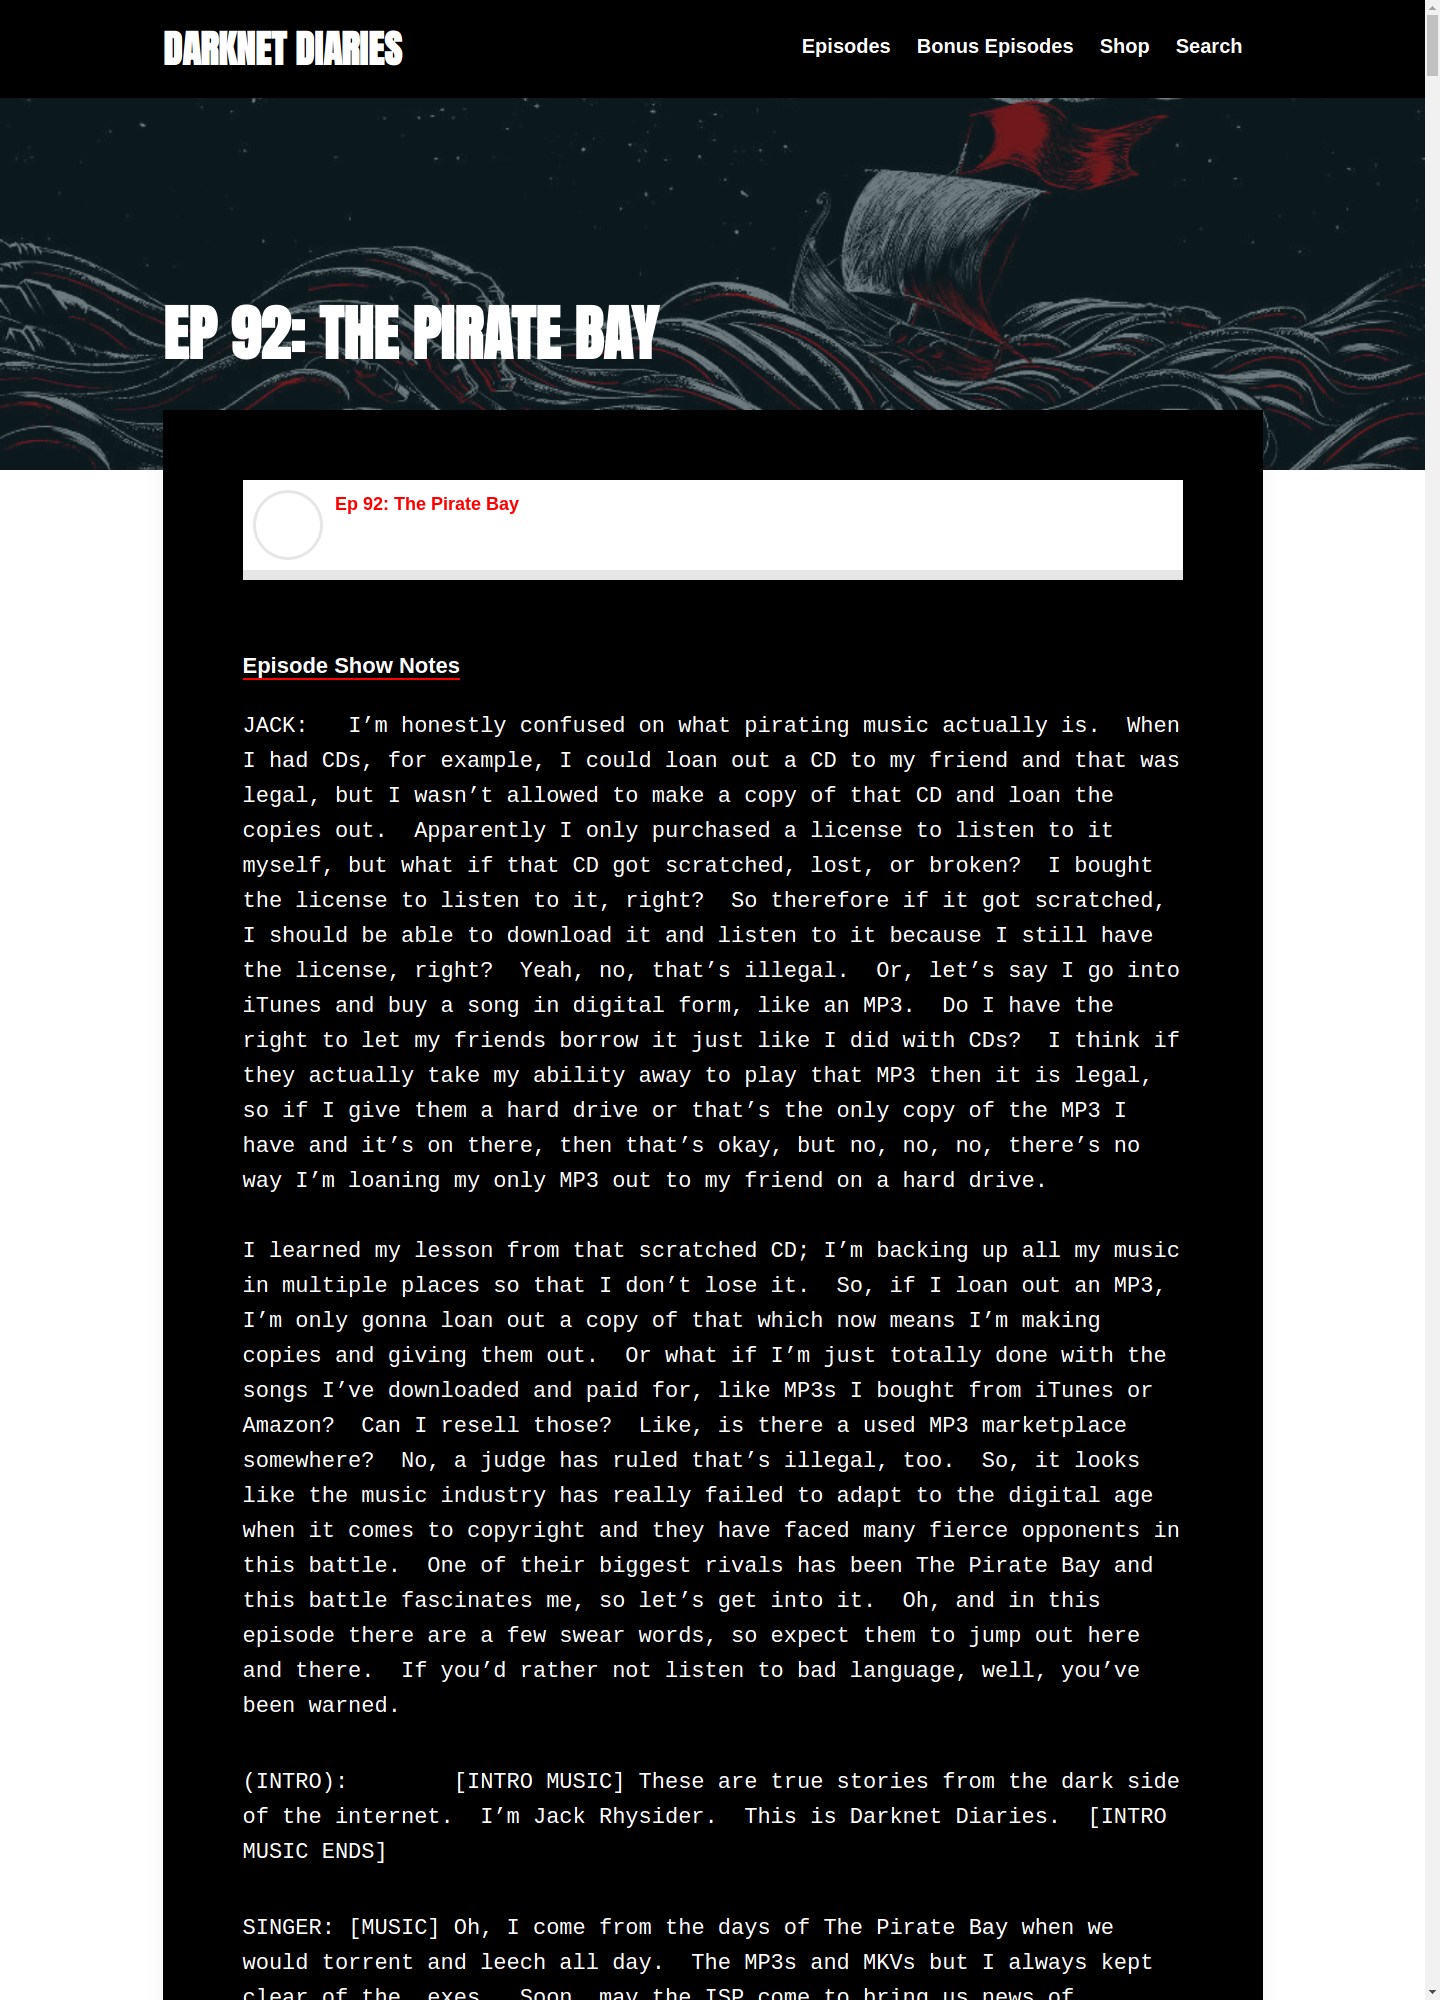 DARKNET DIARIES
Episodes Bonus Episodes Shop Search
EP 92: THE PIRATE BAY
Ep 92: The Pirate Bay
Episode Show Notes
JACK:   I’m honestly confused on what pirating music actually is.  When
I had CDs, for example, I could loan out a CD to my friend and that was
legal, but I wasn’t allowed to make a copy of that CD and loan the
copies out.  Apparently I only purchased a license to listen to it
myself, but what if that CD got scratched, lost, or broken?  I bought
the license to listen to it, right?  So therefore if it got scratched,
I should be able to download it and listen to it because I still have
the license, right?  Yeah, no, that’s illegal.  Or, let’s say I go into
iTunes and buy a song in digital form, like an MP3.  Do I have the
right to let my friends borrow it just like I did with CDs?  I think if
they actually take my ability away to play that MP3 then it is legal,
so if I give them a hard drive or that’s the only copy of the MP3 I
have and it’s on there, then that’s okay, but no, no, no, there’s no
way I’m loaning my only MP3 out to my friend on a hard drive.
I learned my lesson from that scratched CD; I’m backing up all my music
in multiple places so that I don’t lose it.  So, if I loan out an MP3,
I’m only gonna loan out a copy of that which now means I’m making
copies and giving them out.  Or what if I’m just totally done with the
songs I’ve downloaded and paid for, like MP3s I bought from iTunes or
Amazon?  Can I resell those?  Like, is there a used MP3 marketplace
somewhere?  No, a judge has ruled that’s illegal, too.  So, it looks
like the music industry has really failed to adapt to the digital age
when it comes to copyright and they have faced many fierce opponents in
this battle.  One of their biggest rivals has been The Pirate Bay and
this battle fascinates me, so let’s get into it.  Oh, and in this
episode there are a few swear words, so expect them to jump out here
and there.  If you’d rather not listen to bad language, well, you’ve
been warned.
(INTRO):        [INTRO MUSIC] These are true stories from the dark side
of the internet.  I’m Jack Rhysider.  This is Darknet Diaries.  [INTRO
MUSIC ENDS]
SINGER: [MUSIC] Oh, I come from the days of The Pirate Bay when we
would torrent and leech all day.  The MP3s and MKVs but I always kept
clear of the .exes.  Soon, may the ISP come to bring us news of